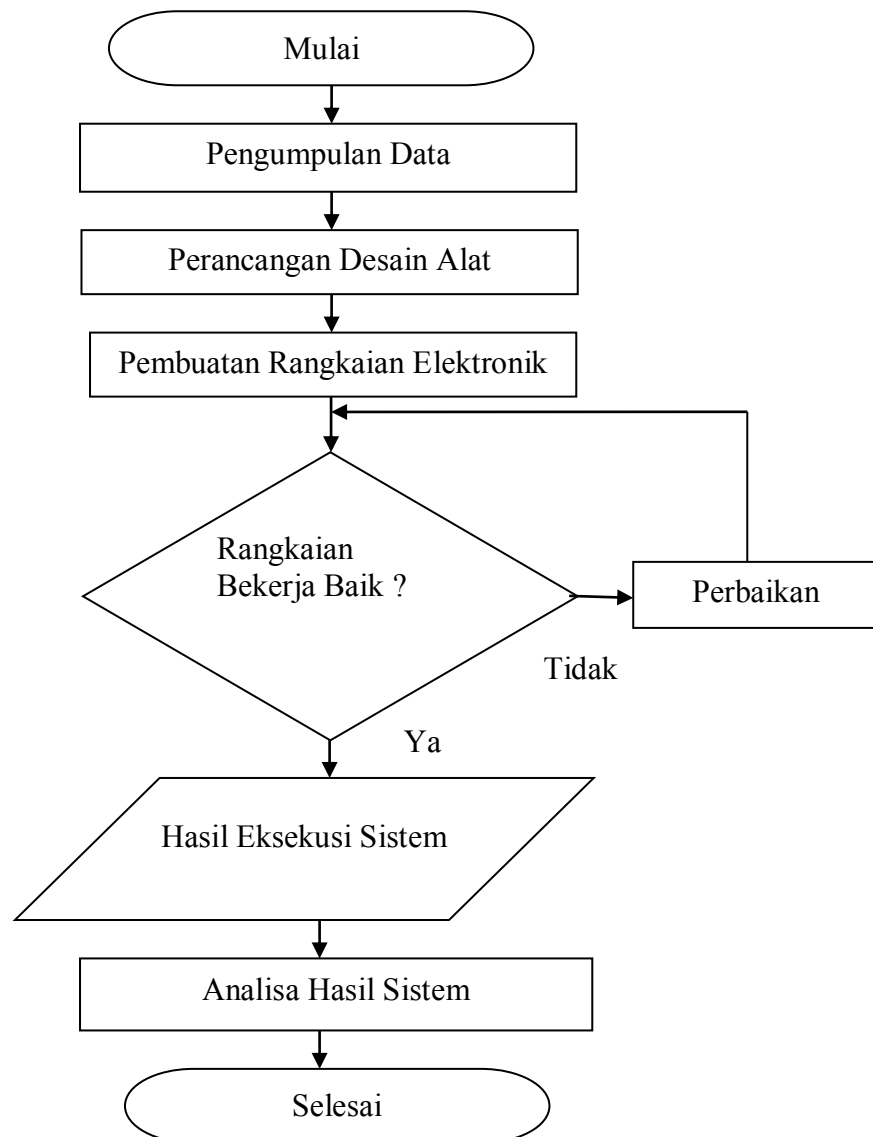 Mulai
Pengumpulan Data
Perancangan Desain Alat
Pembuatan Rangkaian Elektronik
Rangkaian
Bekerja Baik ?
Perbaikan
Tidak
Ya
Hasil Eksekusi Sistem
Analisa Hasil Sistem
Selesai